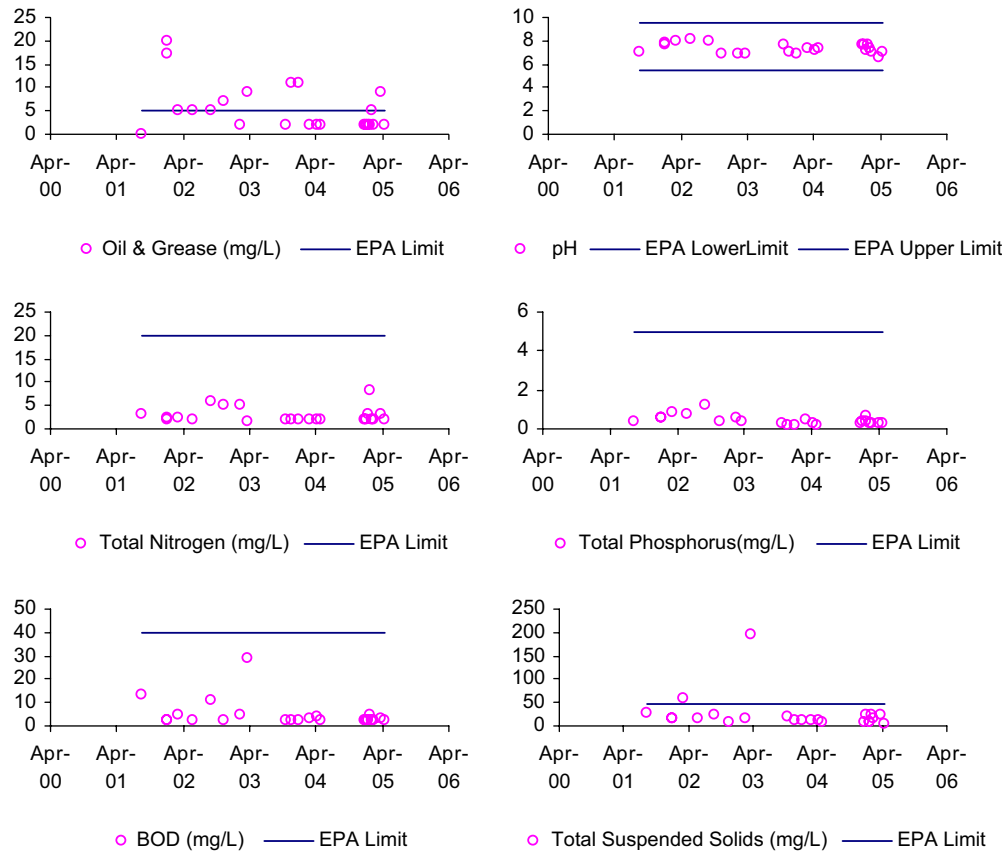 25
20
15
10
5
0
Apr-00 Apr-01 Apr-02 Apr-03 Apr-04 Apr-05 Apr-06
Oil & Grease (mg/L) EPA Limit
10
8
6
4
2
0
Apr-00 Apr-01 Apr-02 Apr-03 Apr-04 Apr-05 Apr-06
pH EPA LowerLimit EPA Upper Limit
25
20
15
10
5
0
Apr-00 Apr-01 Apr-02 Apr-03 Apr-04 Apr-05 Apr-06
Total Nitrogen (mg/L) EPA Limit
6
4
2
0
Apr-00 Apr-01 Apr-02 Apr-03 Apr-04 Apr-05 Apr-06
Total Phosphorus(mg/L) EPA Limit
50
40
30
20
10
0
Apr-00 Apr-01 Apr-02 Apr-03 Apr-04 Apr-05 Apr-06
BOD (mg/L) EPA Limit
250
200
150
100
50
0
Apr-00 Apr-01 Apr-02 Apr-03 Apr-04 Apr-05 Apr-06
Total Suspended Solids (mg/L) EPA Limit